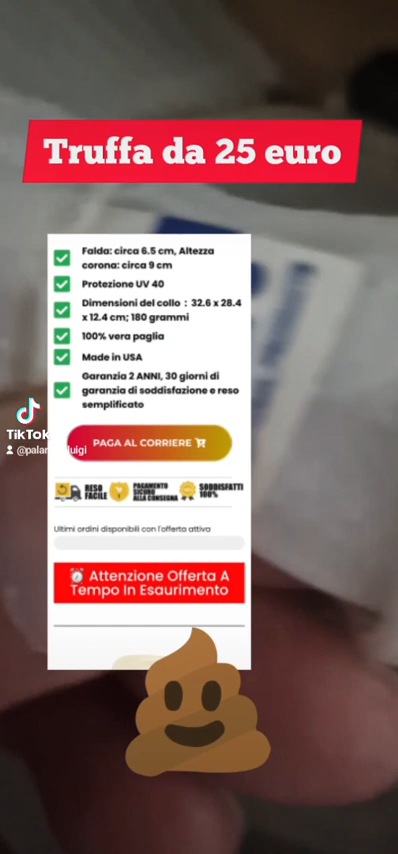 Truffa da 25 euro
Falda: circa 6.5 cm, Altezza
corona: circa 9 cm
Protezione UV 40
Dimensioni del collo : 32.6 x 28.4
x 12.4 cm; 180 grammi
100% vera paglia
Made in USA
Garanzia 2 ANNI, 30 giorni di
garanzia di soddisfazione e reso
semplificato
TikTok
PAGA AL CORRIERE
RESO
FACILE
PAGAMENTO
SICURO
ALLA CONSEGNA
SODDISFATTI
100%
Ultimi ordini disponibili con l'offerta attiva
Attenzione Offerta A
Tempo In Esaurimento